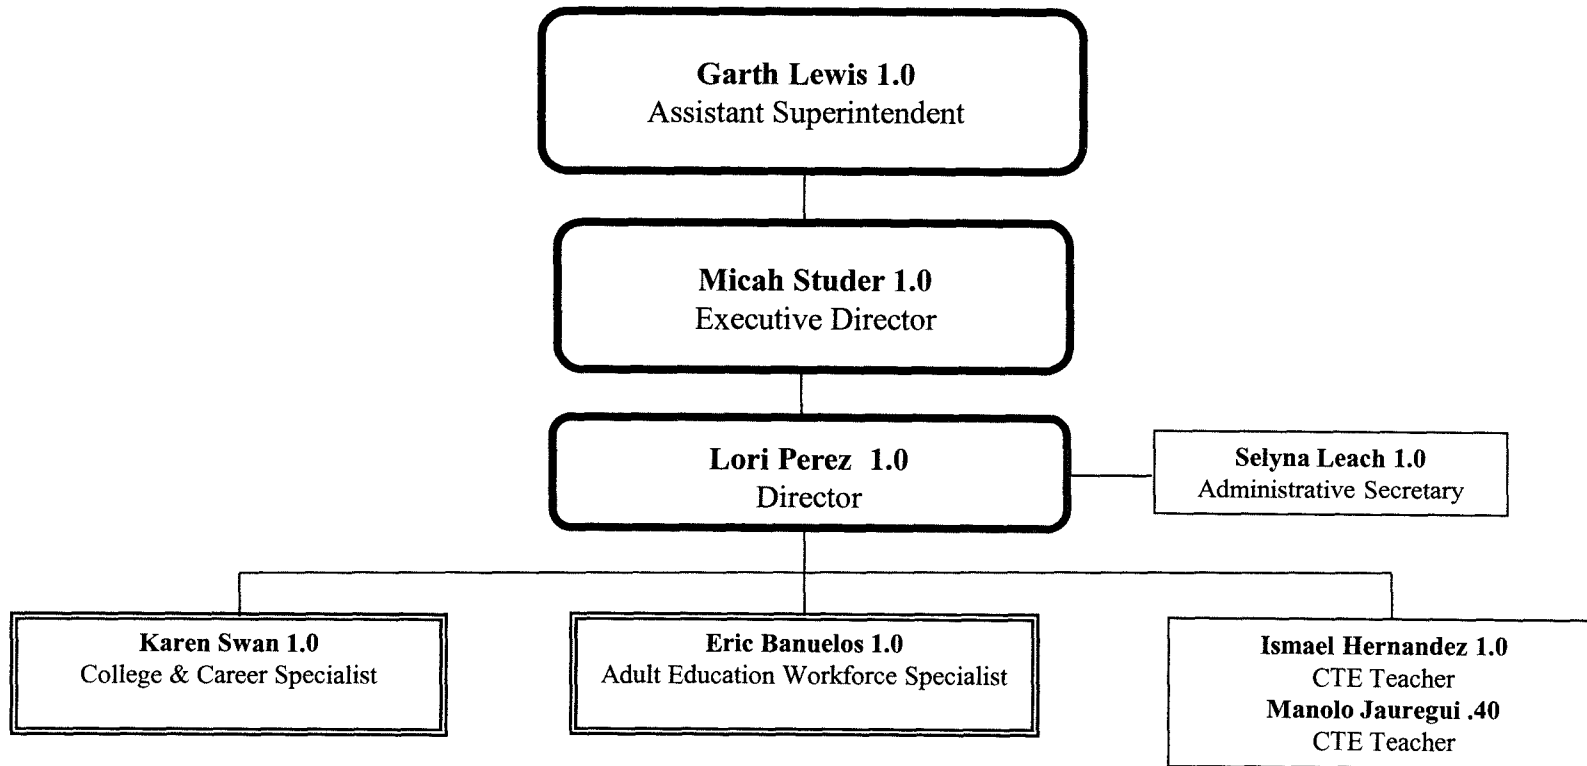 Garth Lewis 1.0
Assistant Superintendent
Micah Studer 1.0
Executive Director
Lori Perez 1.0
Director
Selyna Leach 1.0
Administrative Secretary
Karen Swan 1.0
College & Career Specialist
Eric Banuelos 1.0
Adult Education Workforce Specialist
Ismael Hernandez 1.0
CTE Teacher
Manolo Jauregui .40
CTE Teacher